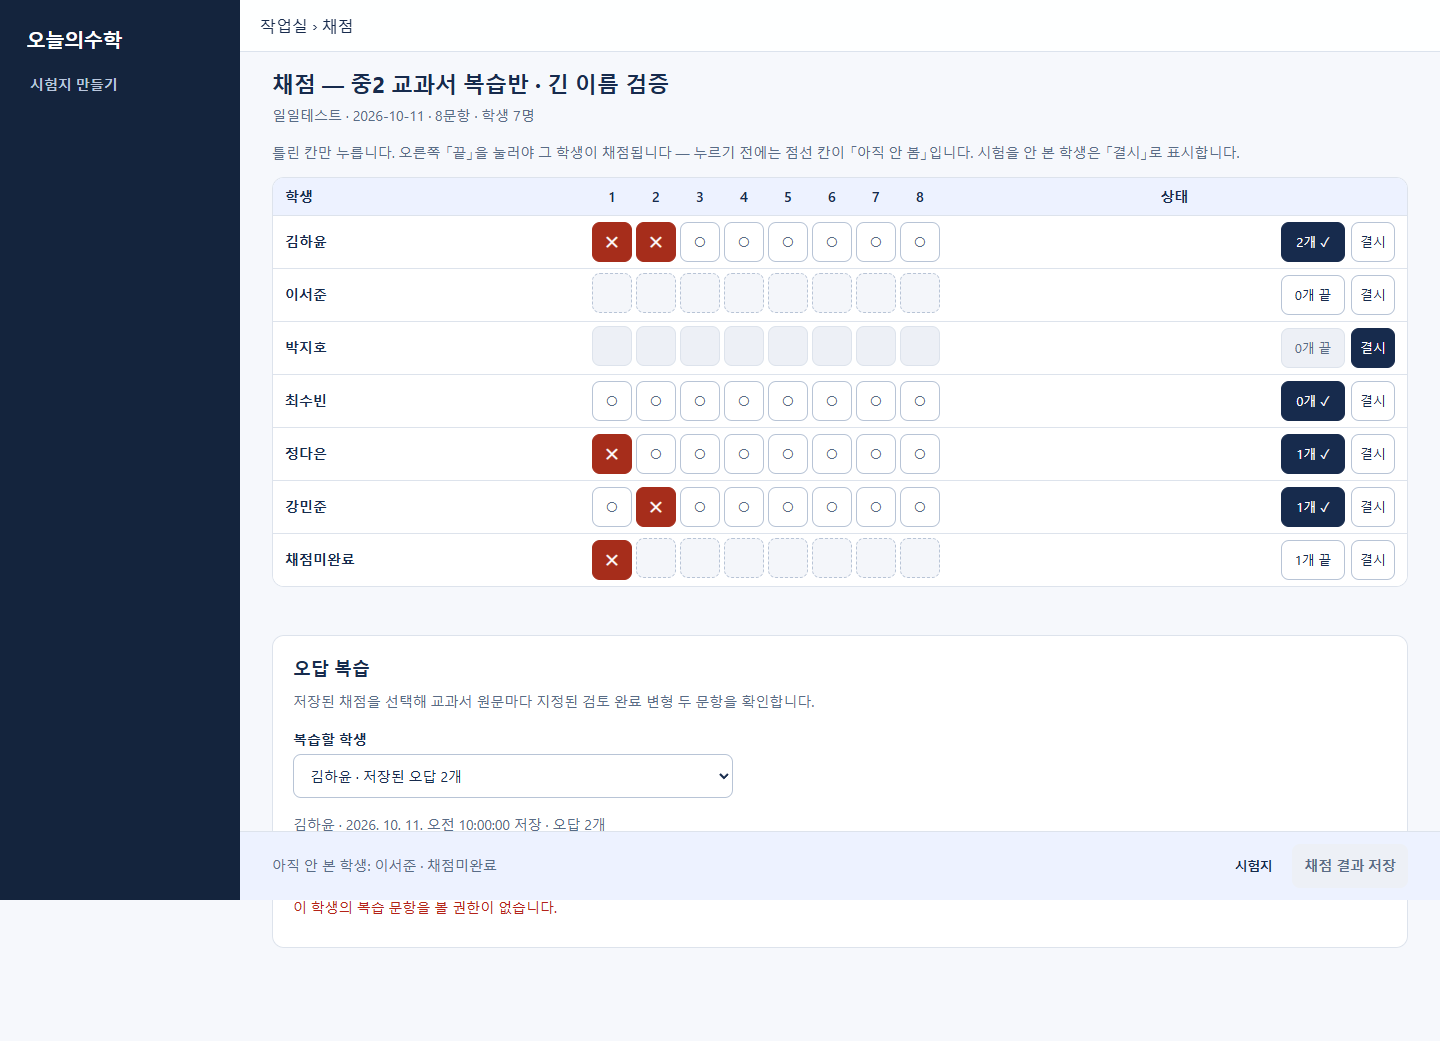 오늘의수학
시험지 만들기
작업실 › 채점
채점 — 중2 교과서 복습반 · 긴 이름 검증
일일테스트 · 2026-10-11 · 8문항 · 학생 7명
틀린 칸만 누릅니다. 오른쪽 「끝」을 눌러야 그 학생이 채점됩니다 — 누르기 전에는 점선 칸이 「아직 안 봄」입니다. 시험을 안 본 학생은 「결시」로 표시합니다.
학생 1 2 3 4 5 6 7 8 상태
김하윤 ✕ ✕ ○ ○ ○ ○ ○ ○ 2개 ✓ 결시
이서준 0개 끝 결시
박지호 0개 끝 결시
최수빈 ○ ○ ○ ○ ○ ○ ○ ○ 0개 ✓ 결시
정다은 ✕ ○ ○ ○ ○ ○ ○ ○ 1개 ✓ 결시
강민준 ○ ✕ ○ ○ ○ ○ ○ ○ 1개 ✓ 결시
채점미완료 ✕ 1개 끝 결시
오답 복습
저장된 채점을 선택해 교과서 원문마다 지정된 검토 완료 변형 두 문항을 확인합니다.
복습할 학생
김하윤 · 저장된 오답 2개
김하윤 · 2026. 10. 11. 오전 10:00:00 저장 · 오답 2개
아직 안 본 학생: 이서준 · 채점미완료 시험지 채점 결과 저장
이 학생의 복습 문항을 볼 권한이 없습니다.